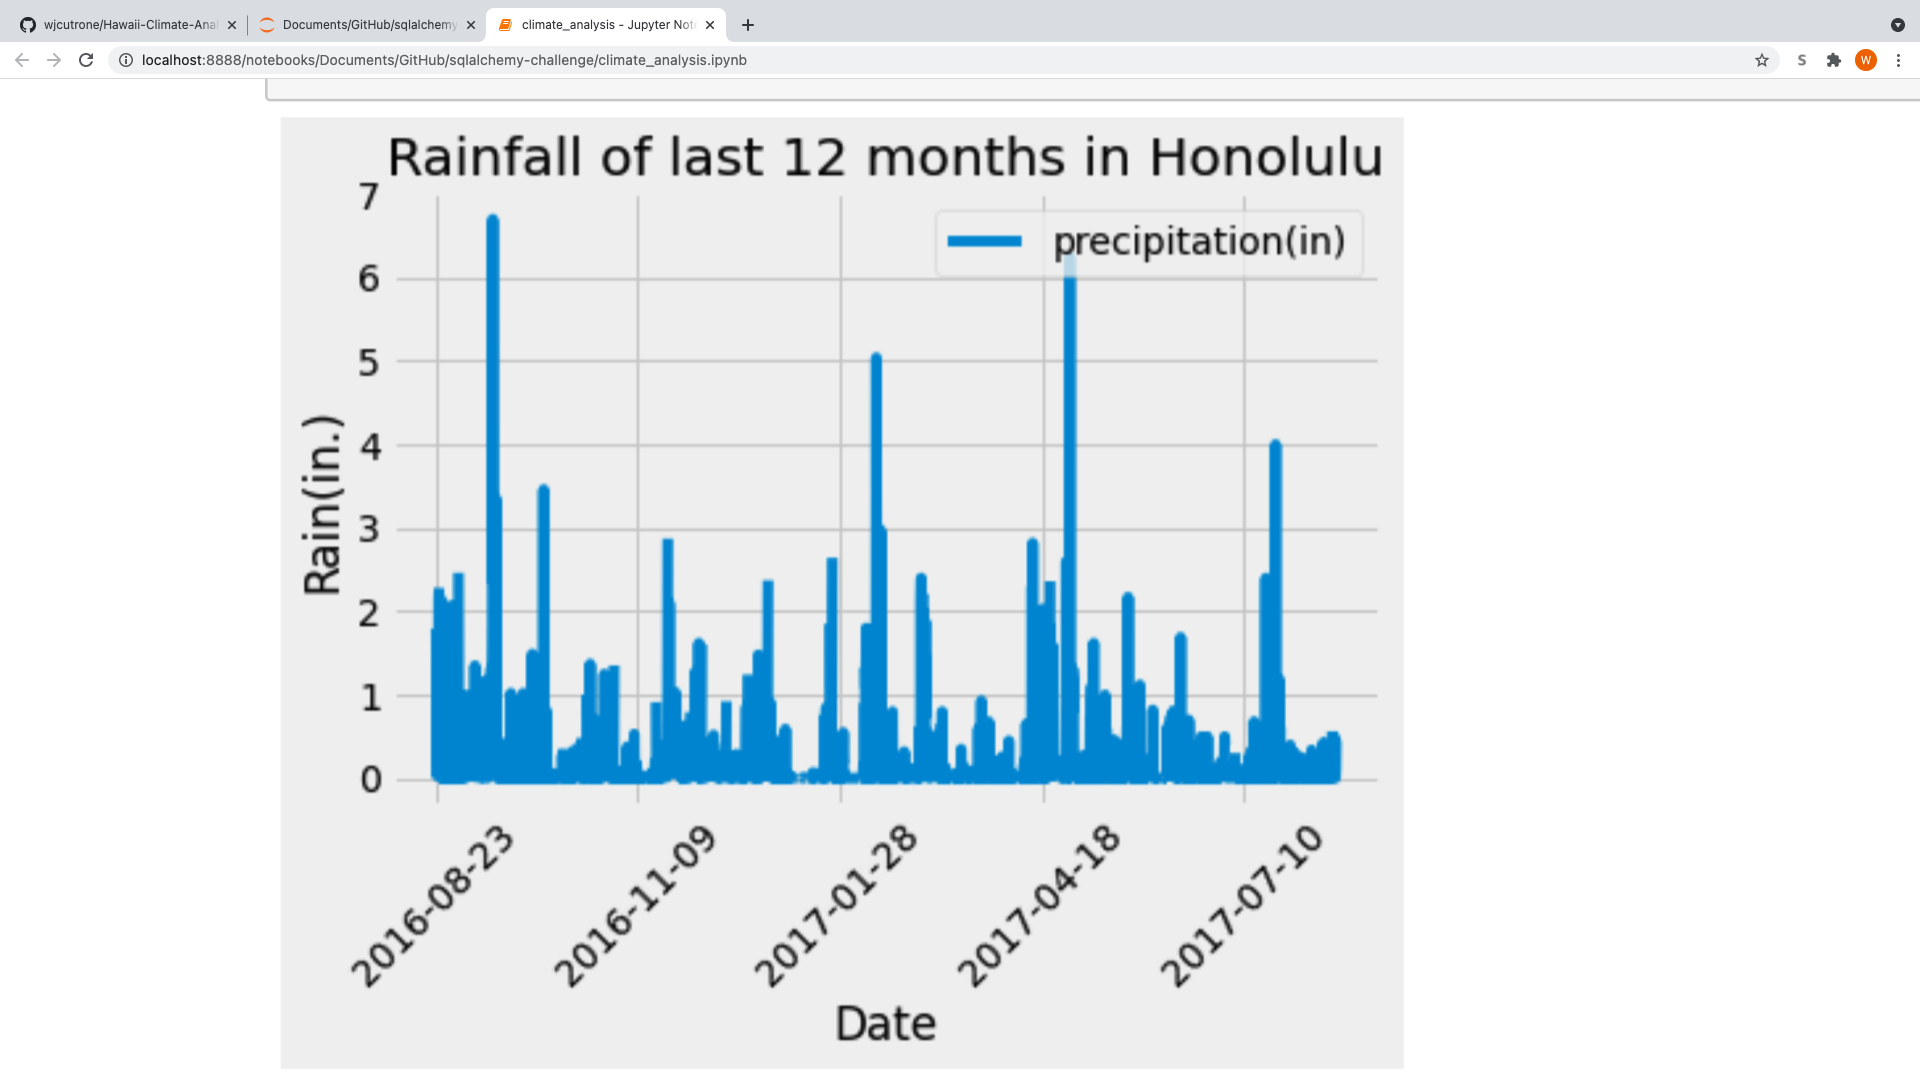 wjcutrone/Hawaii-Climate-Anal
Documents/GitHub/sqlalchemy
climate_analysis - Jupyter Note
localhost:8888/notebooks/Documents/GitHub/sqlalchemy-challenge/climate_analysis.ipynb
S
W
Rainfall of last 12 months in Honolulu
precipitation(in)
7
6
5
4
3
2
1
0
Rain(in.)
2016-08-23
2016-11-09
2017-01-28
2017-04-18
2017-07-10
Date